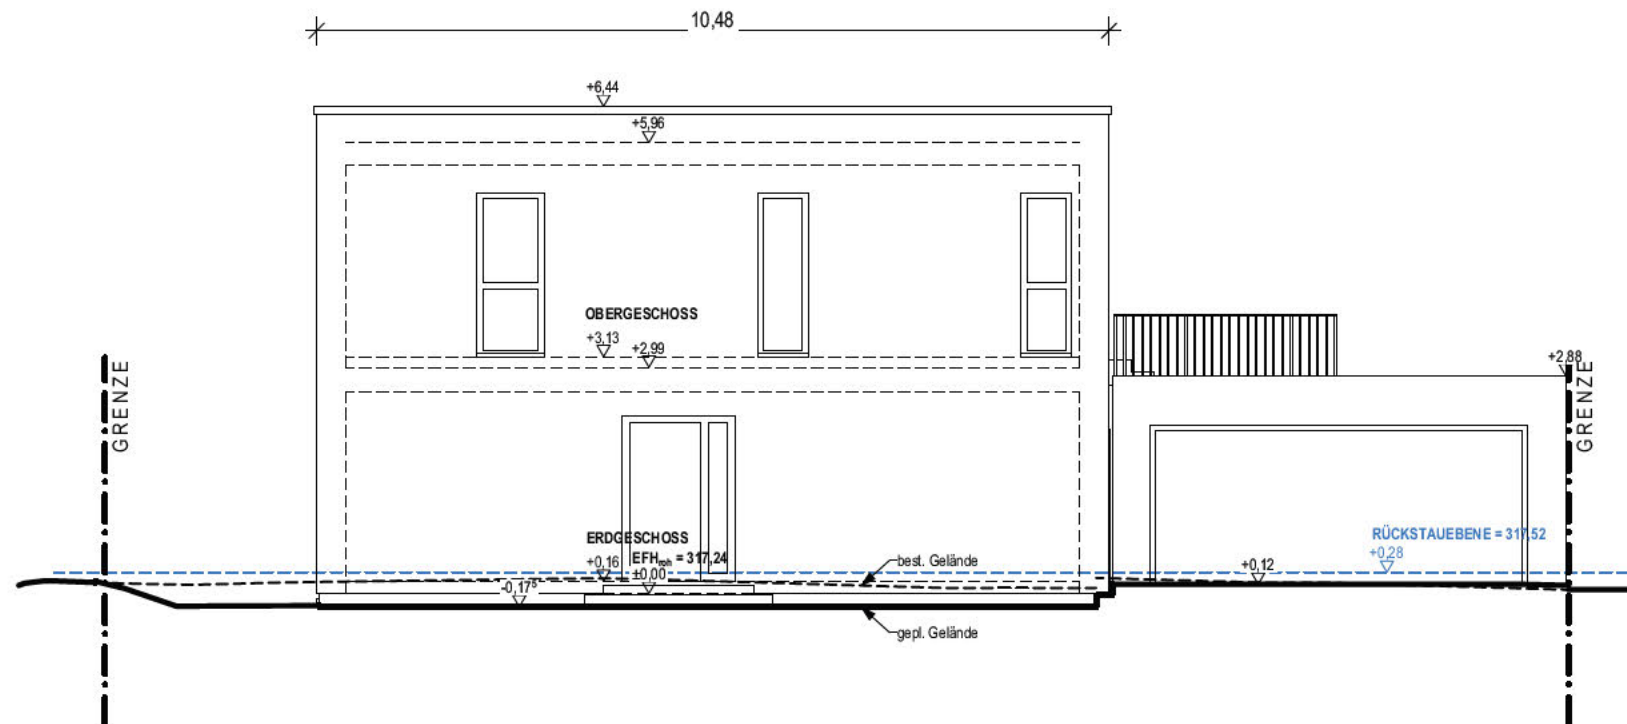 10,48
+6,44
+5,96
OBERGESCHOSS
+3,13
+2,99
+2,88
GRENZE
GRENZE
RÜCKSTAUEBENE = 317,52
+0,28
ERDGESCHOSS
EFHroh = 317,24
+0,16
±0,00
best. Gelände
+0,12
-0,17⁵
gepl. Gelände